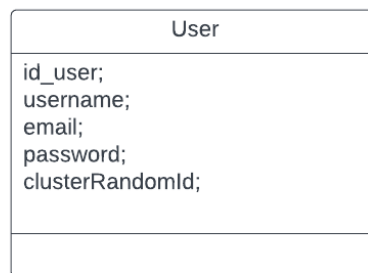 User
id_user;
username;
email;
password;
clusterRandomId;